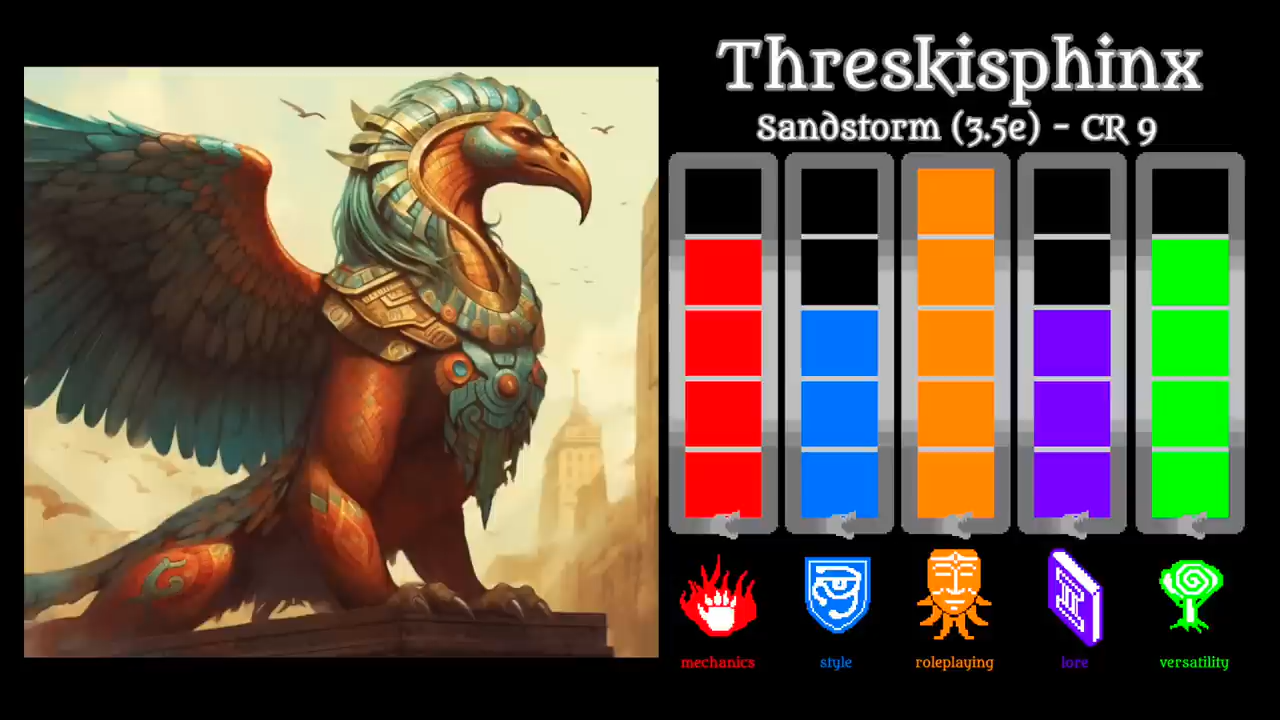 Threskisphinx
Sandstorm (3.5e) - CR 9
mechanics
style
roleplaying
lore
versatility